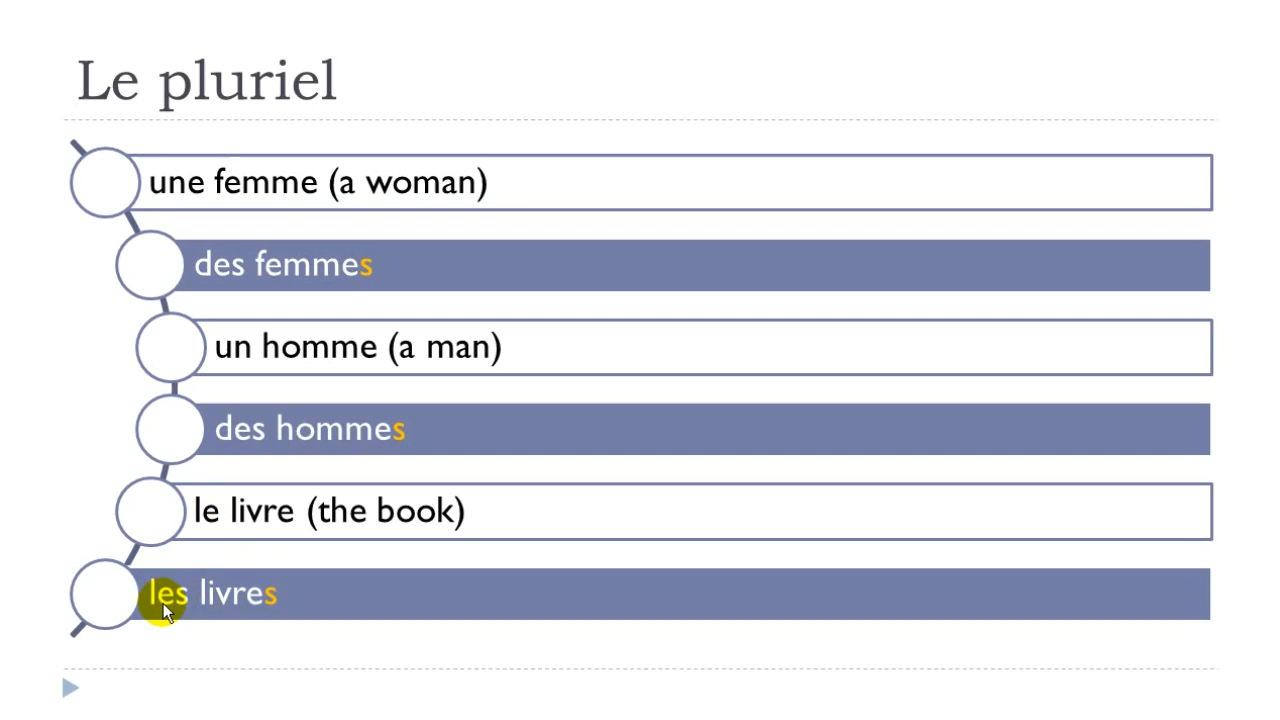 Le pluriel
une femme (a woman)
des femmes
un homme (a man)
des hommes
le livre (the book)
les livres